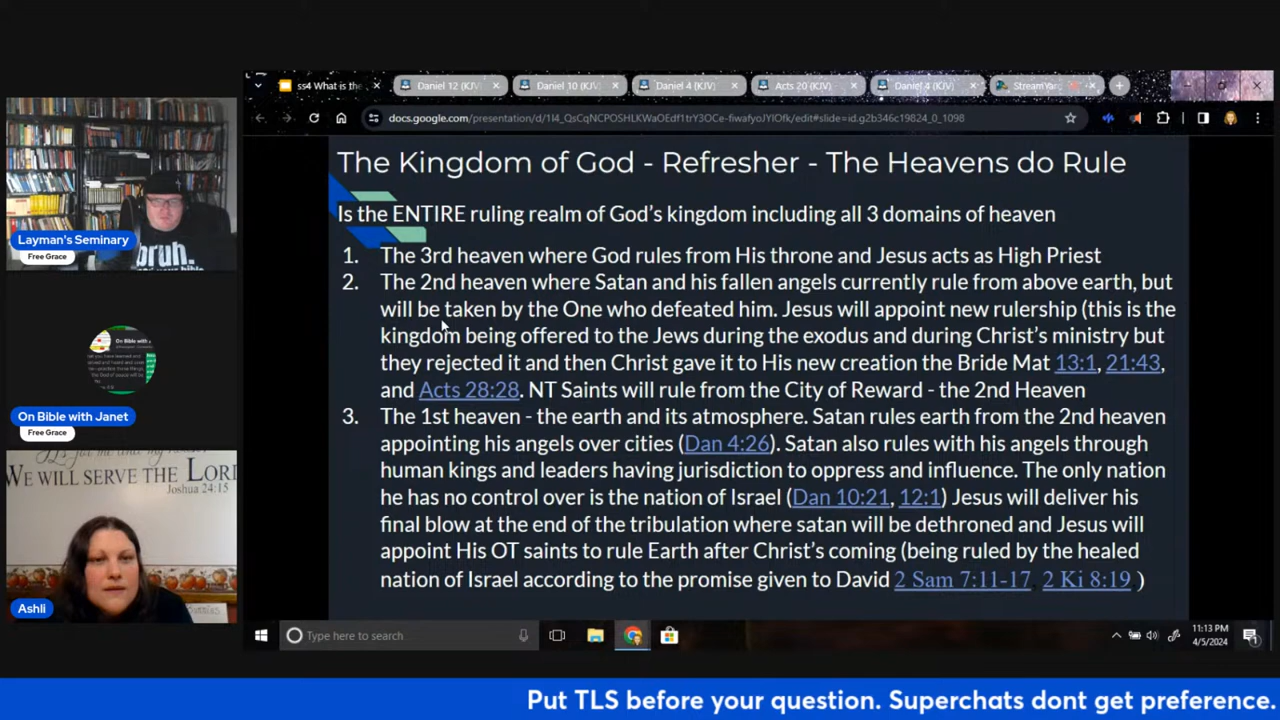 ss4 What is the
Daniel 12 (KJV)
Daniel 10 (KJV)
Daniel 4 (KJV)
Acts 20 (KJV)
Daniel 4 (KJV)
StreamYard
The Kingdom of God - Refresher - The Heavens do Rule
Is the ENTIRE ruling realm of God's kingdom including all 3 domains of heaven
1. The 3rd heaven where God rules from His throne and Jesus acts as High Priest
2. The 2nd heaven where Satan and his fallen angels currently rule from above earth, but
will be taken by the One who defeated him. Jesus will appoint new rulership (this is the
kingdom being offered to the Jews during the exodus and during Christ's ministry but
they rejected it and then Christ gave it to His new creation the Bride Mat 13:1, 21:43,
and Acts 28:28. NT Saints will rule from the City of Reward - the 2nd Heaven
3. The 1st heaven - the earth and its atmosphere. Satan rules earth from the 2nd heaven
appointing his angels over cities (Dan 4:26). Satan also rules with his angels through
human kings and leaders having jurisdiction to oppress and influence. The only nation
he has no control over is the nation of Israel (Dan 10:21, 12:1) Jesus will deliver his
final blow at the end of the tribulation where satan will be dethroned and Jesus will
appoint His OT saints to rule Earth after Christ's coming (being ruled by the healed
nation of Israel according to the promise given to David 2 Sam 7:11-17, 2 Ki 8:19 )
bruh.
Layman's Seminary
Free Grace
On Bible with
On Bible with Janet
Free Grace
WE WILL SERVE THE LORD
Joshua 24:15
Ashli
Type here to search
11:13 PM
4/5/2024
Put TLS before your question. Superchats dont get preference.